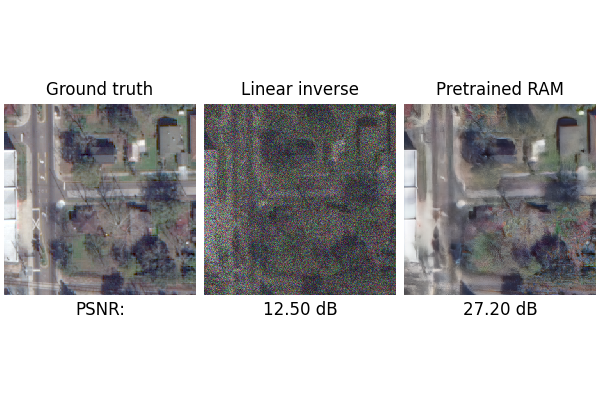 Ground truth
Linear inverse
Pretrained RAM
PSNR:
12.50 dB
27.20 dB